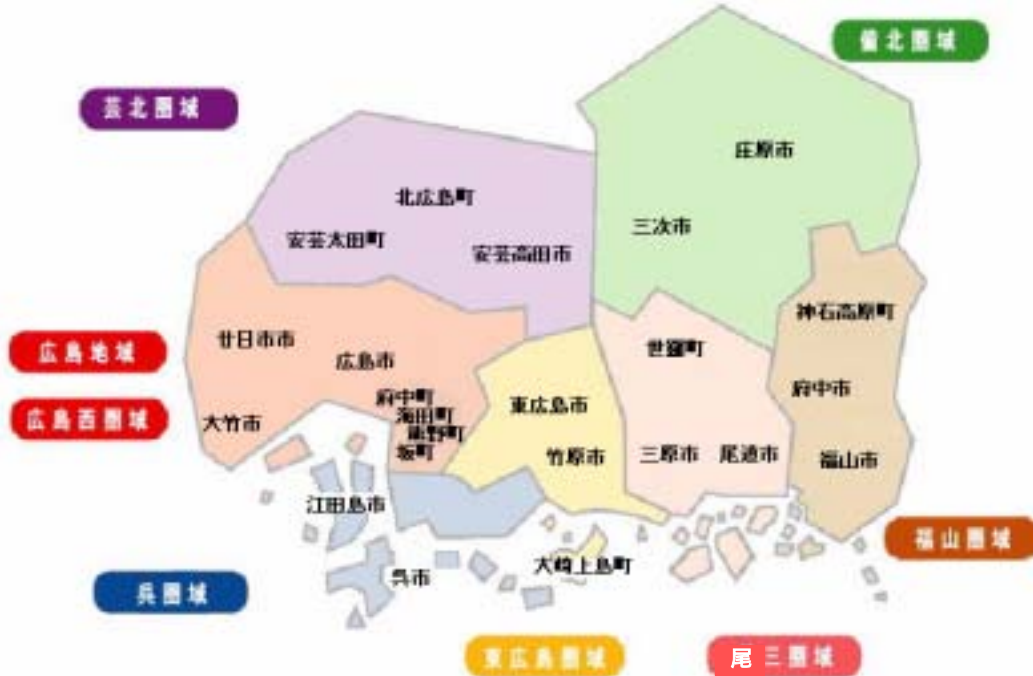 備北圏域
芸北圏域
庄原市
北広島町
三次市
安芸太田町
安芸高田市
神石高原町
廿日市市
広島市
世羅町
広島地域
府中市
府中町
東広島市
海田町
広島西圏域
大竹市
熊野町
坂町
竹原市
三原市
尾道市
福山市
江田島市
福山圏域
大崎上島町
呉市
呉圏域
東広島圏域
尾三圏域